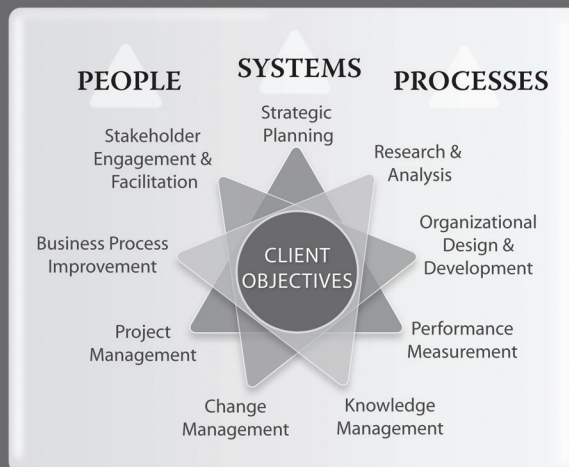 PEOPLE
SYSTEMS
PROCESSES
Strategic
Planning
Research &
Analysis
Organizational
Design &
Development
Performance
Measurement
Knowledge
Management
Change
Management
Project
Management
Business Process
Improvement
Stakeholder
Engagement &
Facilitation
CLIENT
OBJECTIVES